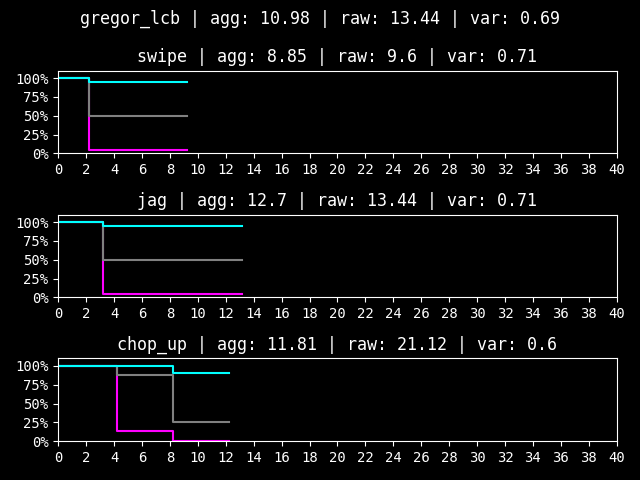 gregor_lcb | agg: 10.98 | raw: 13.44 | var: 0.69
swipe | agg: 8.85 | raw: 9.6 | var: 0.71
100%
75%
50%
25%
0%
0 2 4 6 8 10 12 14 16 18 20 22 24 26 28 30 32 34 36 38 40
jag | agg: 12.7 | raw: 13.44 | var: 0.71
100%
75%
50%
25%
0%
0 2 4 6 8 10 12 14 16 18 20 22 24 26 28 30 32 34 36 38 40
chop_up | agg: 11.81 | raw: 21.12 | var: 0.6
100%
75%
50%
25%
0%
0 2 4 6 8 10 12 14 16 18 20 22 24 26 28 30 32 34 36 38 40